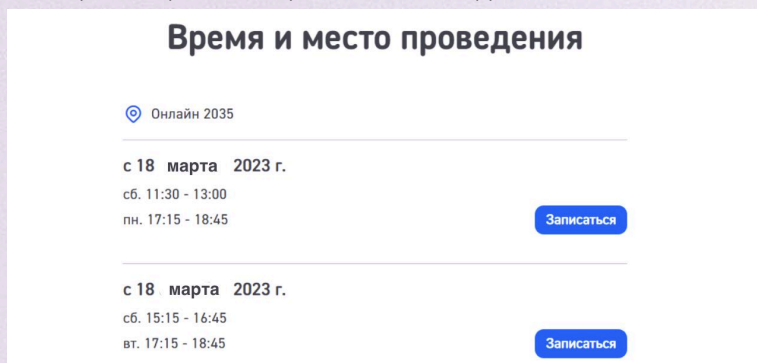 Время и место проведения
Онлайн 2035
с 18 марта 2023 г.
сб. 11:30 - 13:00
пн. 17:15 - 18:45
Записаться
с 18 марта 2023 г.
сб. 15:15 - 16:45
вт. 17:15 - 18:45
Записаться